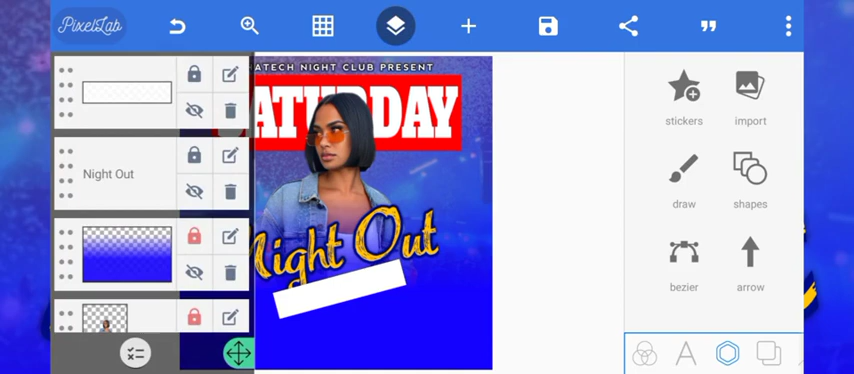 PixelLab
ATECH NIGHT CLUB PRESENT
ATURDAY
Night Out
Night Out
stickers
import
draw
shapes
bezier
arrow
A